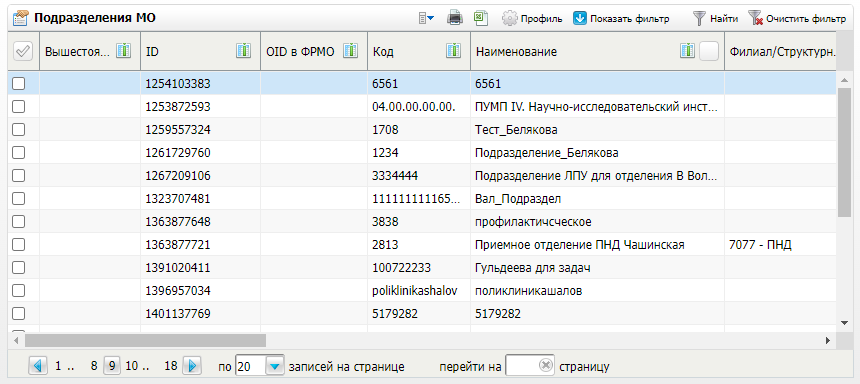 Подразделения МО Профиль Показать фильтр Найти Очистить фильтр
Вышестоя... ID OID в ФРМО Код Наименование Филиал/Структурн.
1254103383 6561 6561
1253872593 04.00.00.00.00. ПУМП IV. Научно-исследовательский инст...
1259557324 1708 Тест_Белякова
1261729760 1234 Подразделение_Белякова
1267209106 3334444 Подразделение ЛПУ для отделения В Вол...
1323707481 111111111165... Вал_Подраздел
1363877648 3838 профилактичсческое
1363877721 2813 Приемное отделение ПНД Чашинская 7077 - ПНД
1391020411 100722233 Гульдеева для задач
1396957034 poliklinikashalov поликлиникашалов
1401137769 5179282 5179282
1 .. 8 9 10 .. 18 по 20 записей на странице перейти на страницу